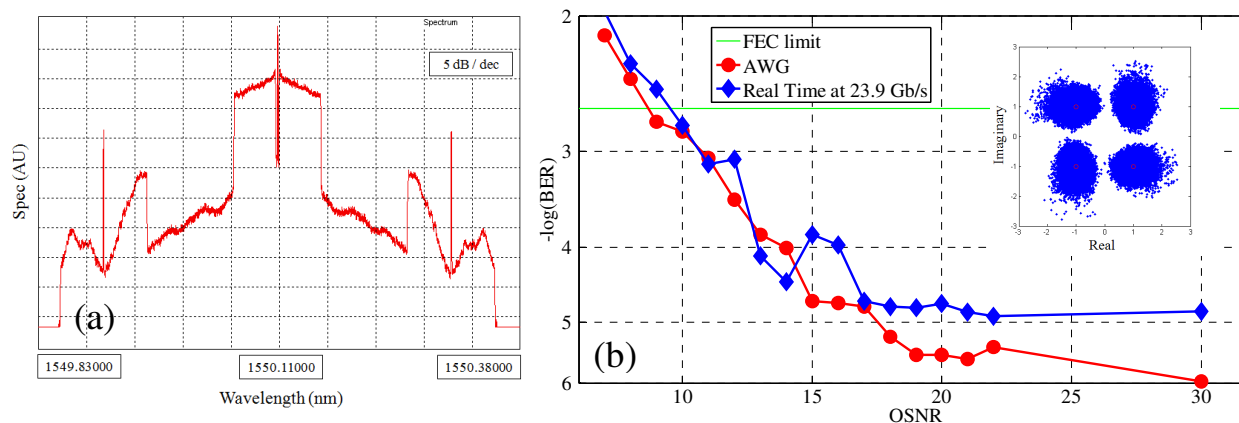 Spectrum
5 dB / dec
Spec (AU)
(a)
1549.83000
1550.11000
1550.38000
Wavelength (nm)
2
3
4
5
6
-log(BER)
FEC limit
AWG
Real Time at 23.9 Gb/s
3
2
1
0
-1
-2
-3
Imaginary
-3 -2 -1 0 1 2 3
Real
(b)
10 15 20 25 30
OSNR